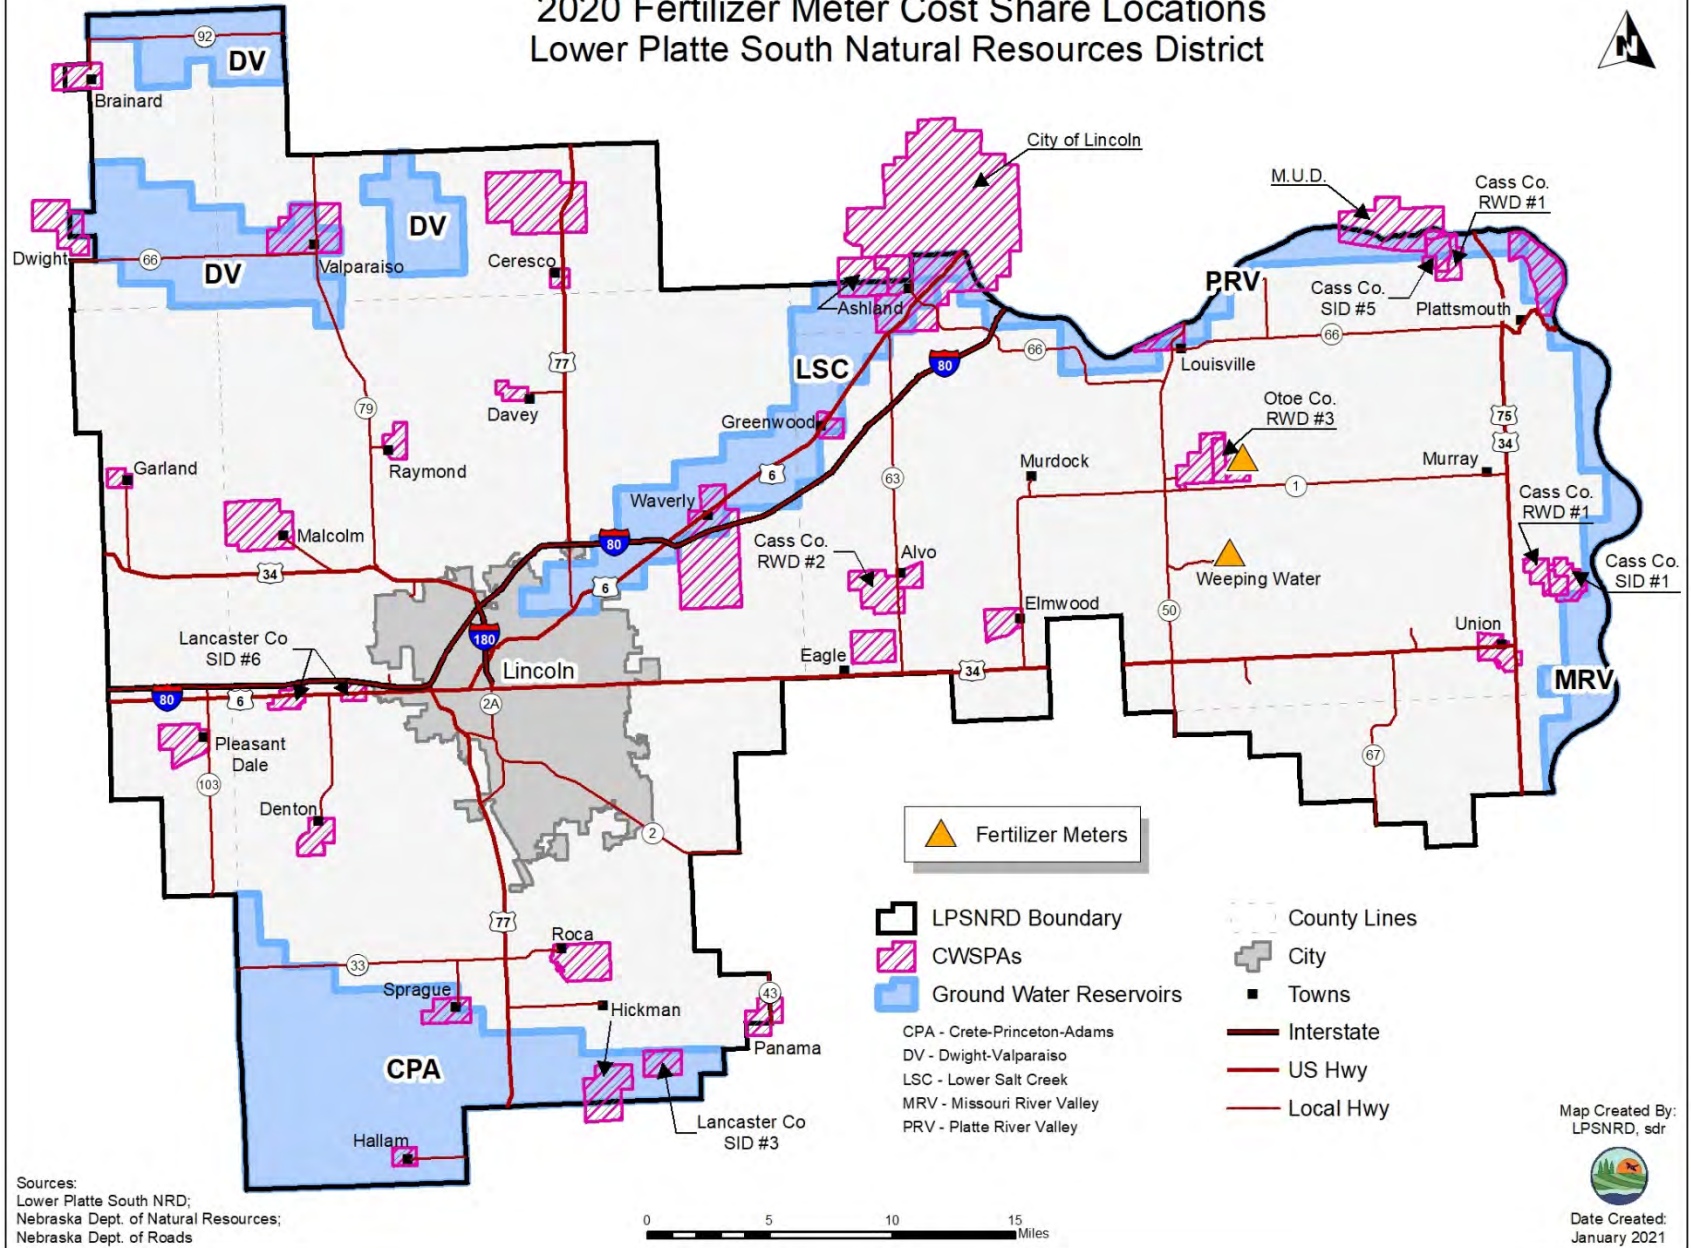 2020 Fertilizer Meter Cost Share Locations
Lower Platte South Natural Resources District
N
92
DV
Brainard
City of Lincoln
M.U.D.
Cass Co.
RWD #1
Dwight
66
DV
Valparaiso
DV
Ceresco
Ashland
PRV
Cass Co.
SID #5
Plattsmouth
66
66
Louisville
LSC
80
77
79
Davey
Greenwood
Otoe Co.
RWD #3
75
34
Garland
Raymond
6
63
Murdock
1
Murray
Waverly
Malcolm
80
Cass Co.
RWD #2
Alvo
Cass Co.
RWD #1
Cass Co.
SID #1
34
6
Weeping Water
Elmwood
50
Union
Lancaster Co
SID #6
180
Lincoln
Eagle
34
MRV
80
6
2A
Pleasant
Dale
103
67
Denton
2
Fertilizer Meters
77
LPSNRD Boundary
CWSPAs
Ground Water Reservoirs
CPA - Crete-Princeton-Adams
DV - Dwight-Valparaiso
LSC - Lower Salt Creek
MRV - Missouri River Valley
PRV - Platte River Valley
County Lines
City
Towns
Interstate
US Hwy
Local Hwy
Roca
33
Sprague
Hickman
43
Panama
CPA
Lancaster Co
SID #3
Hallam
Map Created By:
LPSNRD, sdr
Date Created:
January 2021
Sources:
Lower Platte South NRD;
Nebraska Dept. of Natural Resources;
Nebraska Dept. of Roads
0 5 10 15
Miles